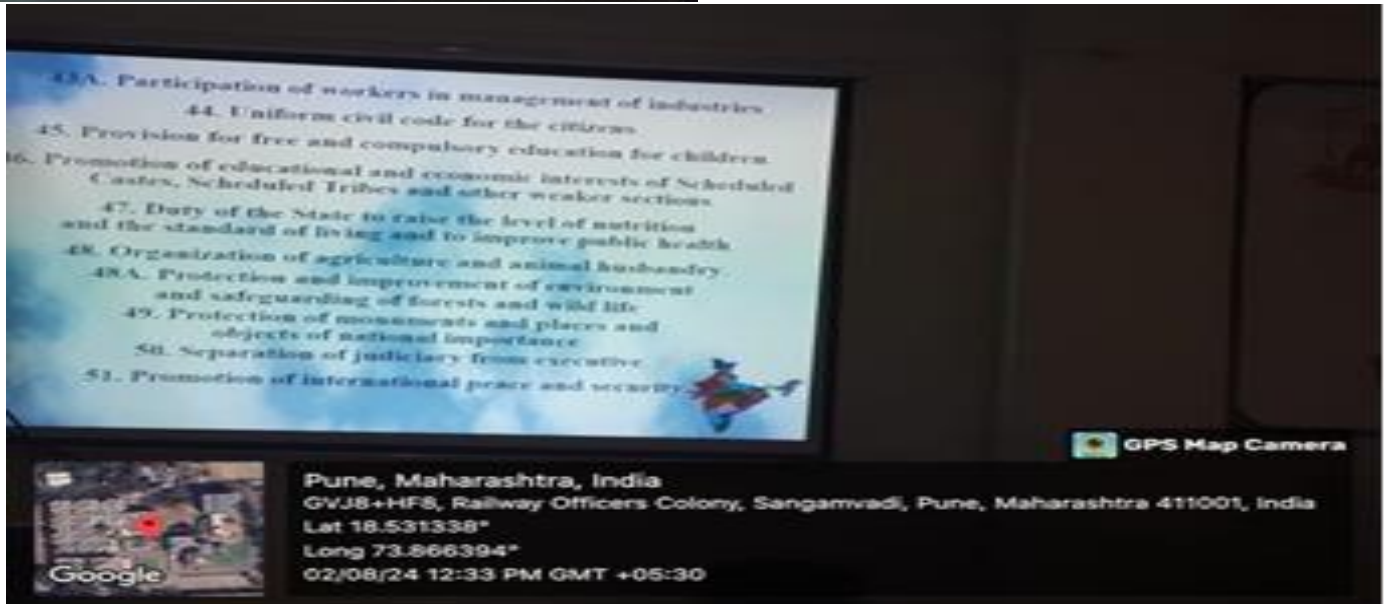 43A. Participation of workers in management of industries
44. Uniform civil code for the citizens
45. Provision for free and compulsory education for children
46. Promotion of educational and economic interests of Scheduled
Castes, Scheduled Tribes and other weaker sections
47. Duty of the State to raise the level of nutrition
and the standard of living and to improve public health
48. Organization of agriculture and animal husbandry
48A. Protection and improvement of environment
and safeguarding of forests and wild life
49. Protection of monuments and places and
objects of national importance
50. Separation of judiciary from executive
51. Promotion of international peace and security
GPS Map Camera
Pune, Maharashtra, India
GVJ8+HF8, Railway Officers Colony, Sangamvadi, Pune, Maharashtra 411001, India
Lat 18.531338°
Long 73.866394°
02/08/24 12:33 PM GMT +05:30
Google